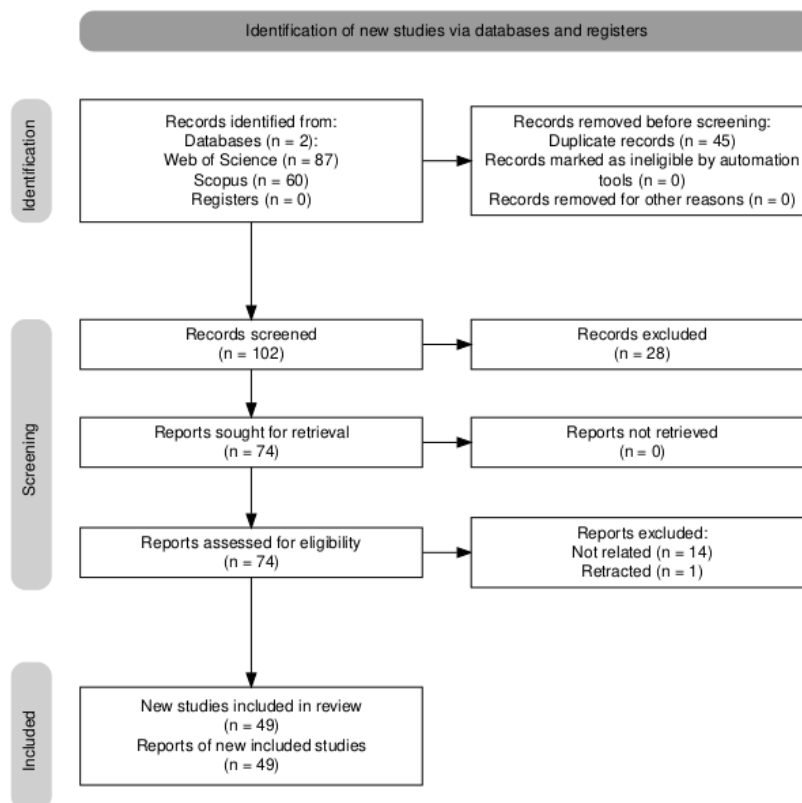 Identification of new studies via databases and registers
Identification
Records identified from:
Databases (n = 2):
Web of Science (n = 87)
Scopus (n = 60)
Registers (n = 0)
Records removed before screening:
Duplicate records (n = 45)
Records marked as ineligible by automation
tools (n = 0)
Records removed for other reasons (n = 0)
Screening
Records screened
(n = 102)
Records excluded
(n = 28)
Reports sought for retrieval
(n = 74)
Reports not retrieved
(n = 0)
Reports assessed for eligibility
(n = 74)
Reports excluded:
Not related (n = 14)
Retracted (n = 1)
Included
New studies included in review
(n = 49)
Reports of new included studies
(n = 49)